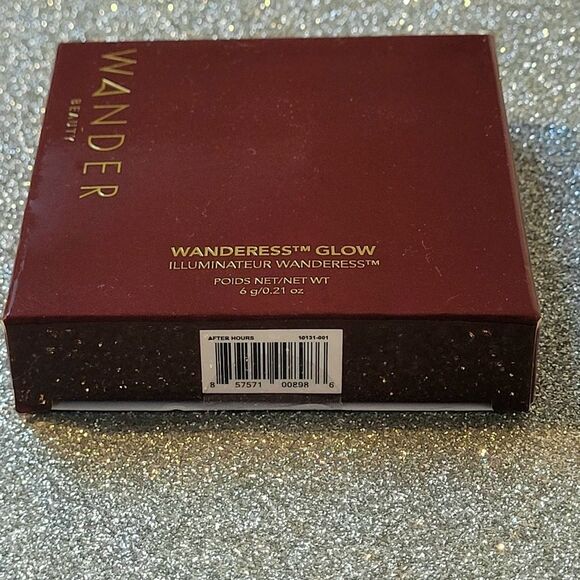 WANDER
BEAUTY
WANDERESS™ GLOW
ILLUMINATEUR WANDERESS™
POIDS NET/NET WT
6 g/0.21 oz
AFTER HOURS 10131-001
8 57571 00898 6